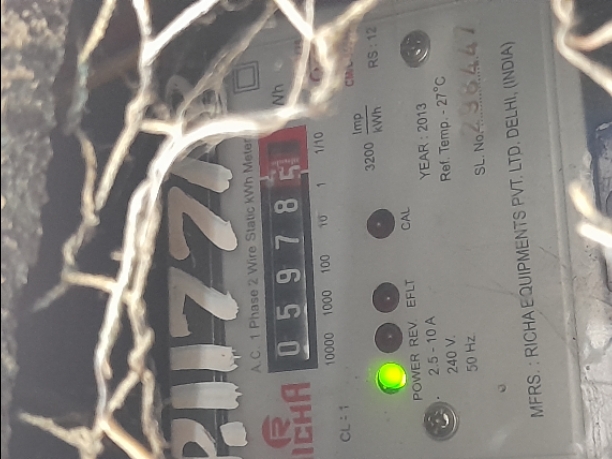 A.C. 1 Phase 2 Wire Static kWh Meter
0 5 9 7 8 5
10000 1000 100 10 1 1/10
RICHA
CL : 1
3200 Imp/kWh
RS : 12
POWER REV EFLT CAL
2.5 - 10 A
240 V.
50 Hz.
YEAR : 2013
Ref. Temp. - 27°C
SL. No.
MFRS. : RICHA EQUIPMENTS PVT. LTD. DELHI, (INDIA)